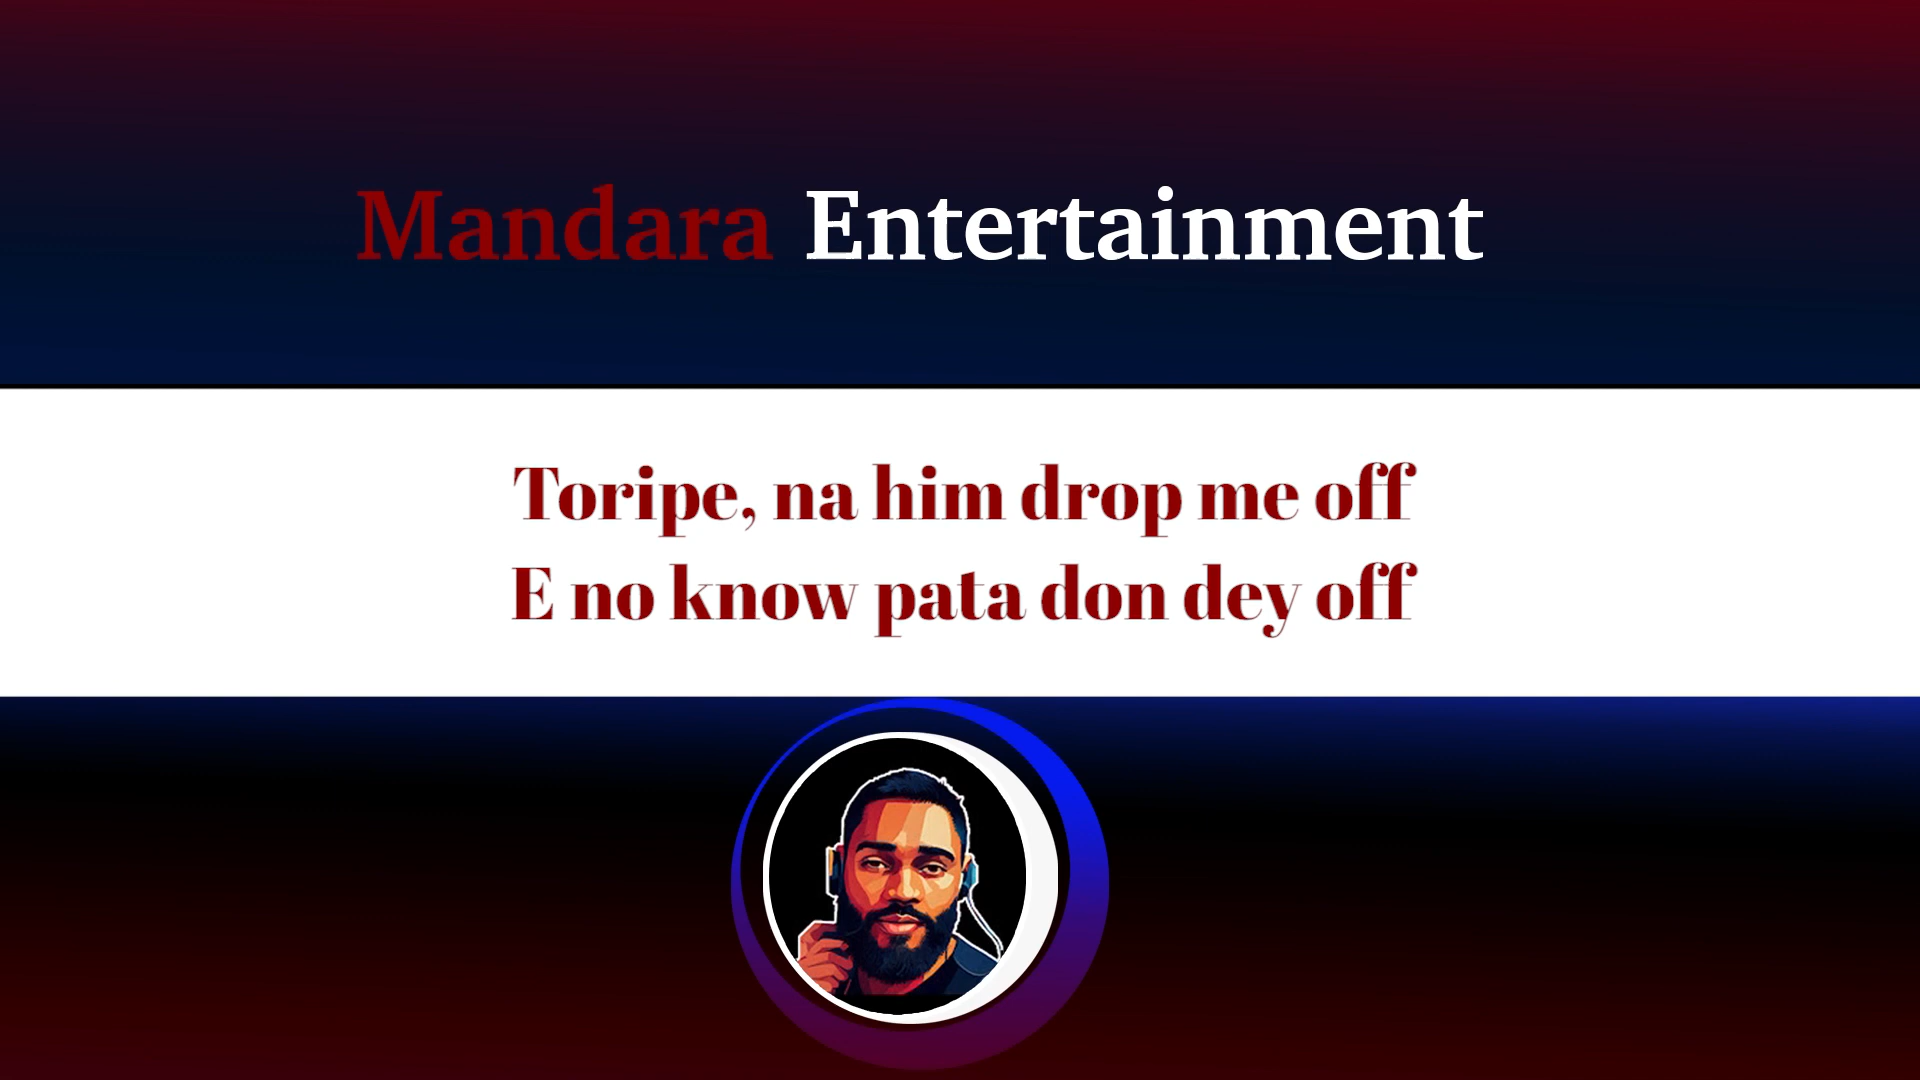 Mandara Entertainment
Toripe, na him drop me off
E no know pata don dey off